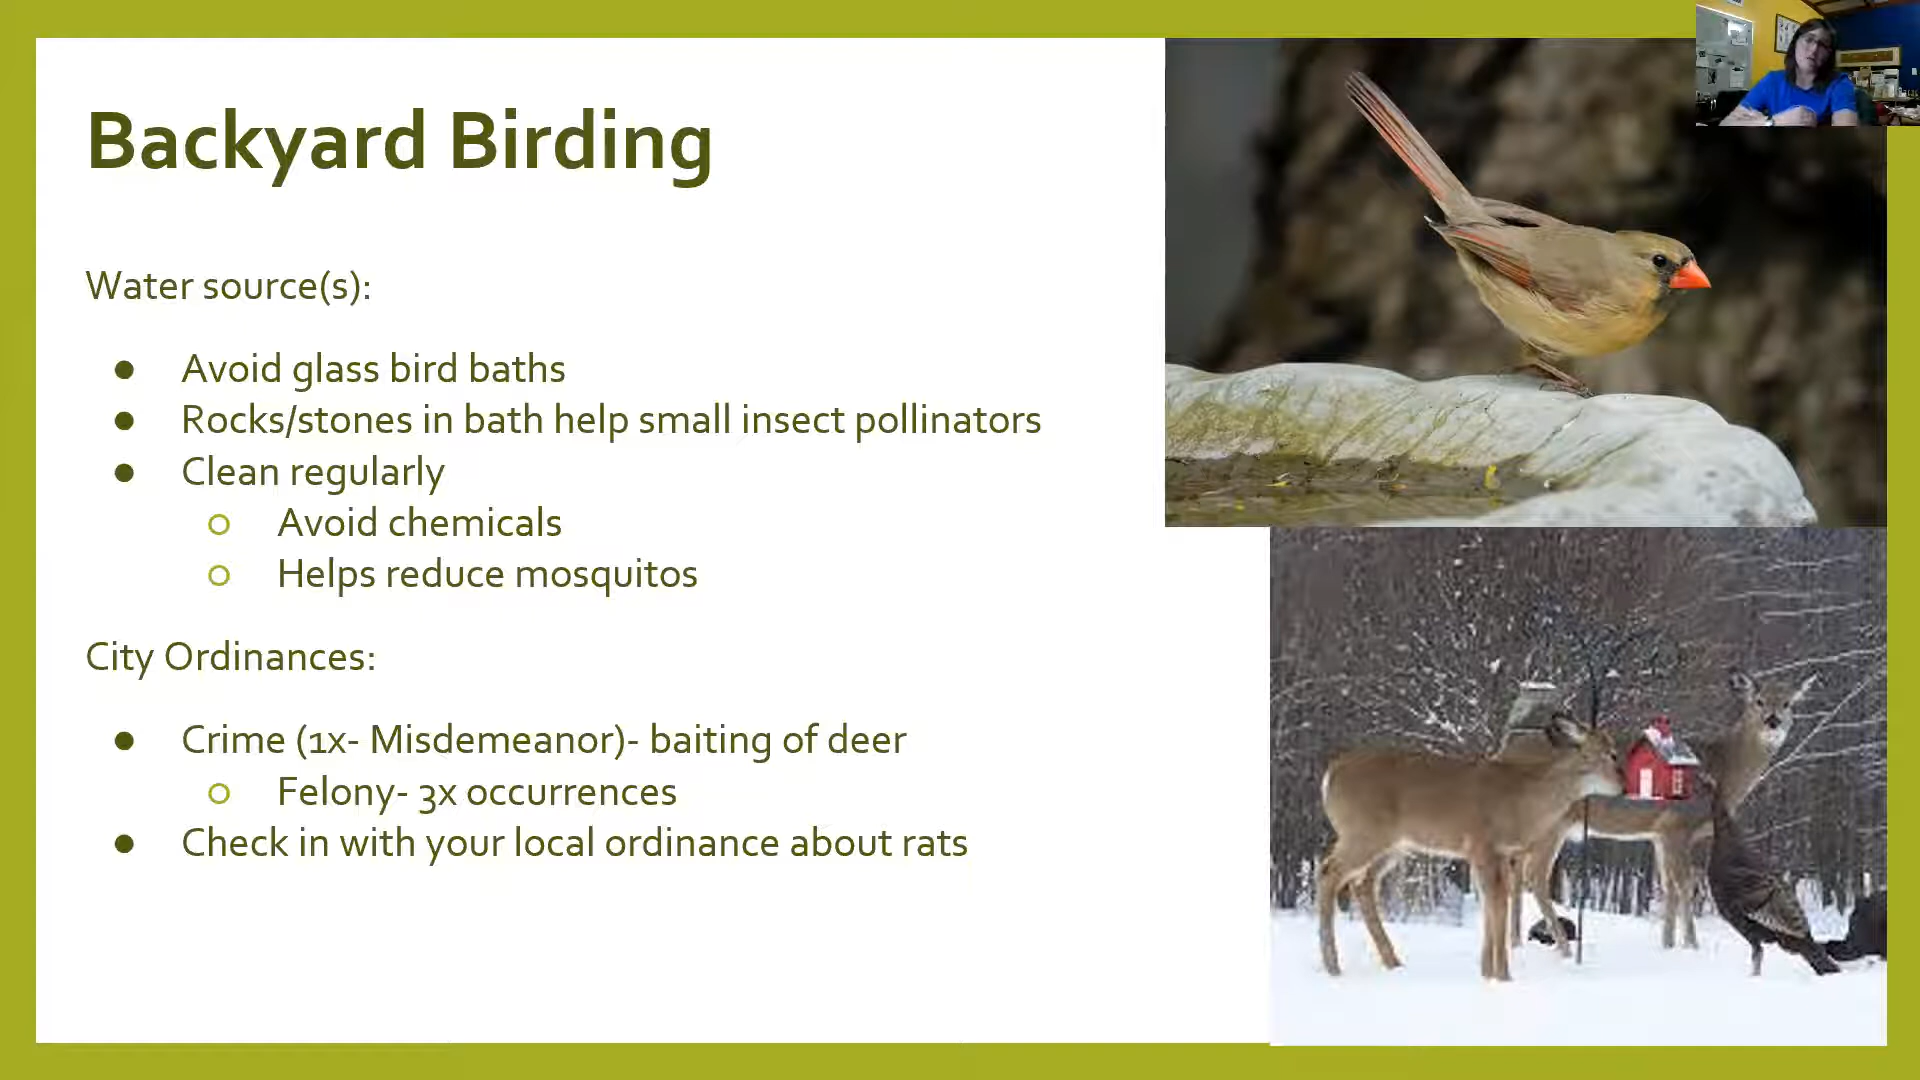 Backyard Birding
Water source(s):
● Avoid glass bird baths
● Rocks/stones in bath help small insect pollinators
● Clean regularly
○ Avoid chemicals
○ Helps reduce mosquitos
City Ordinances:
● Crime (1x- Misdemeanor)- baiting of deer
○ Felony- 3x occurrences
● Check in with your local ordinance about rats